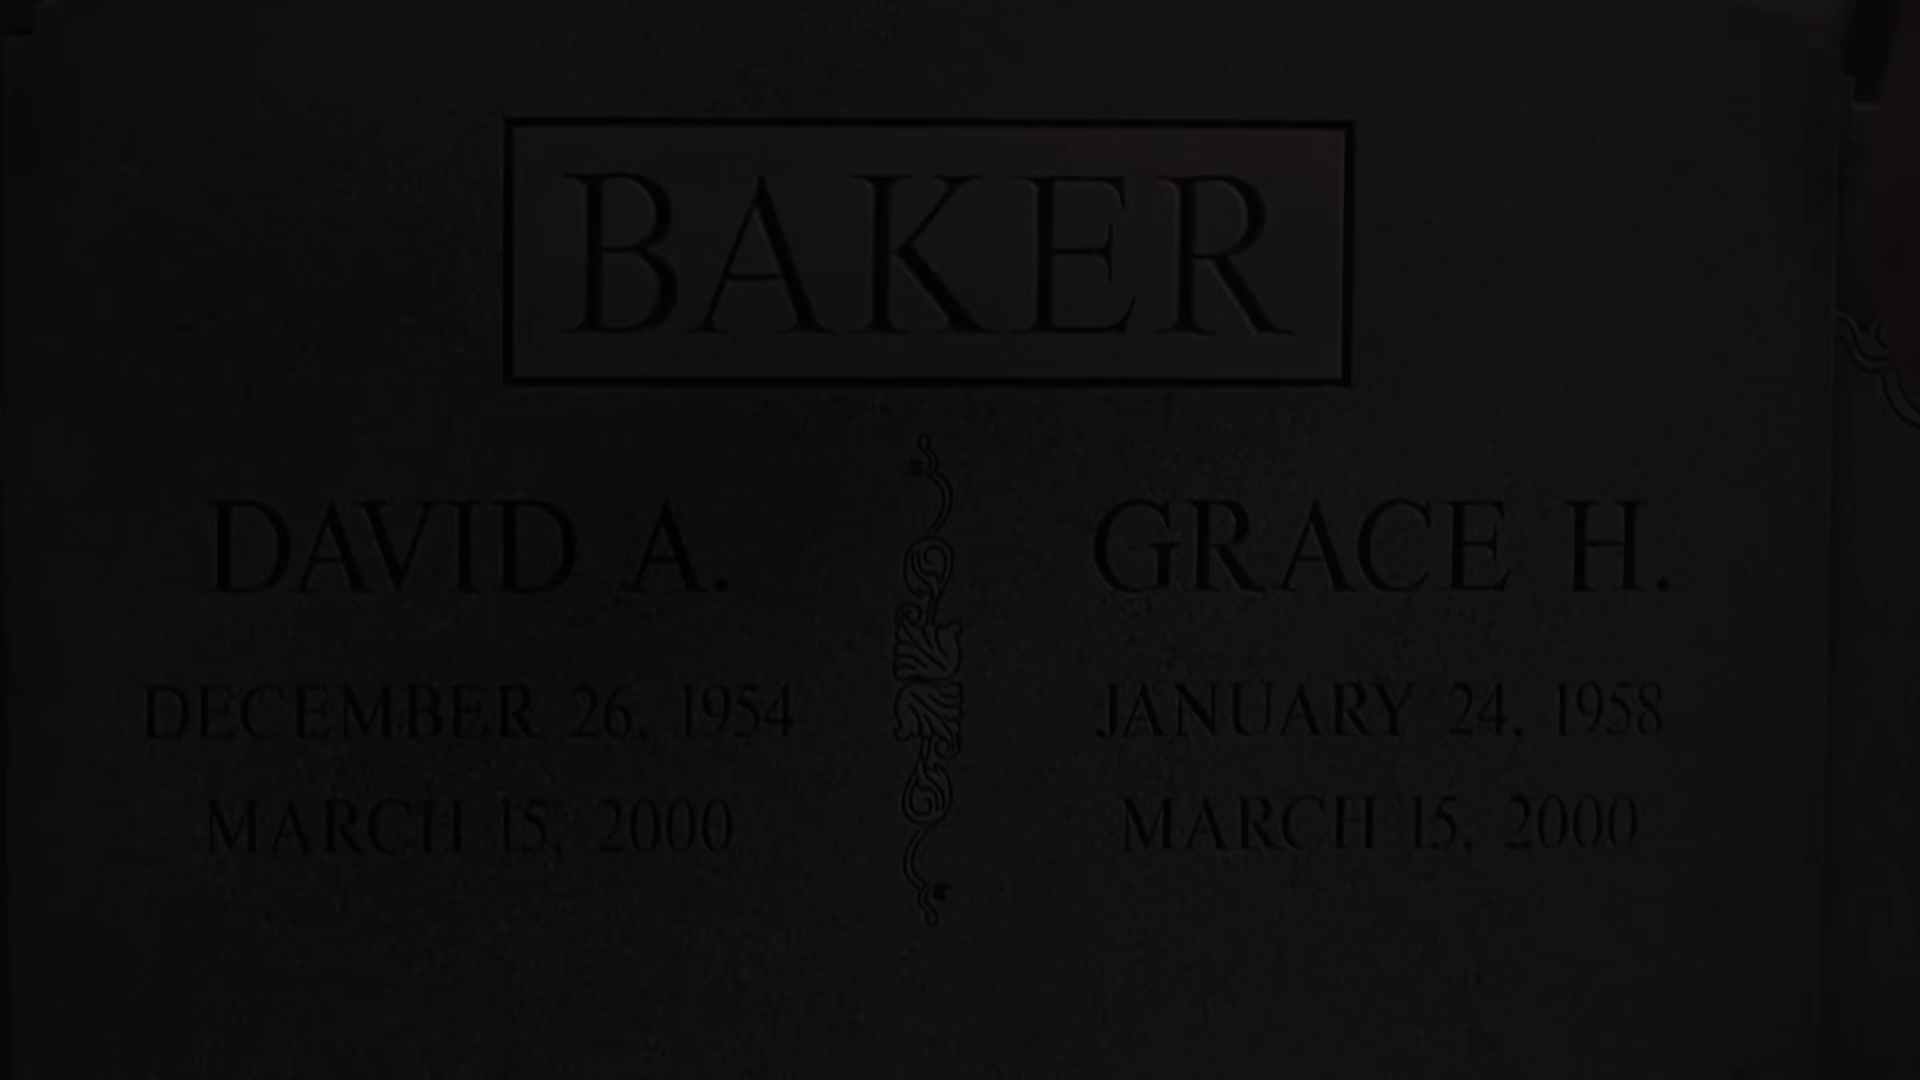 BAKER
DAVID A.
DECEMBER 26, 1954
MARCH 15, 2000
GRACE H.
JANUARY 24, 1958
MARCH 15, 2000